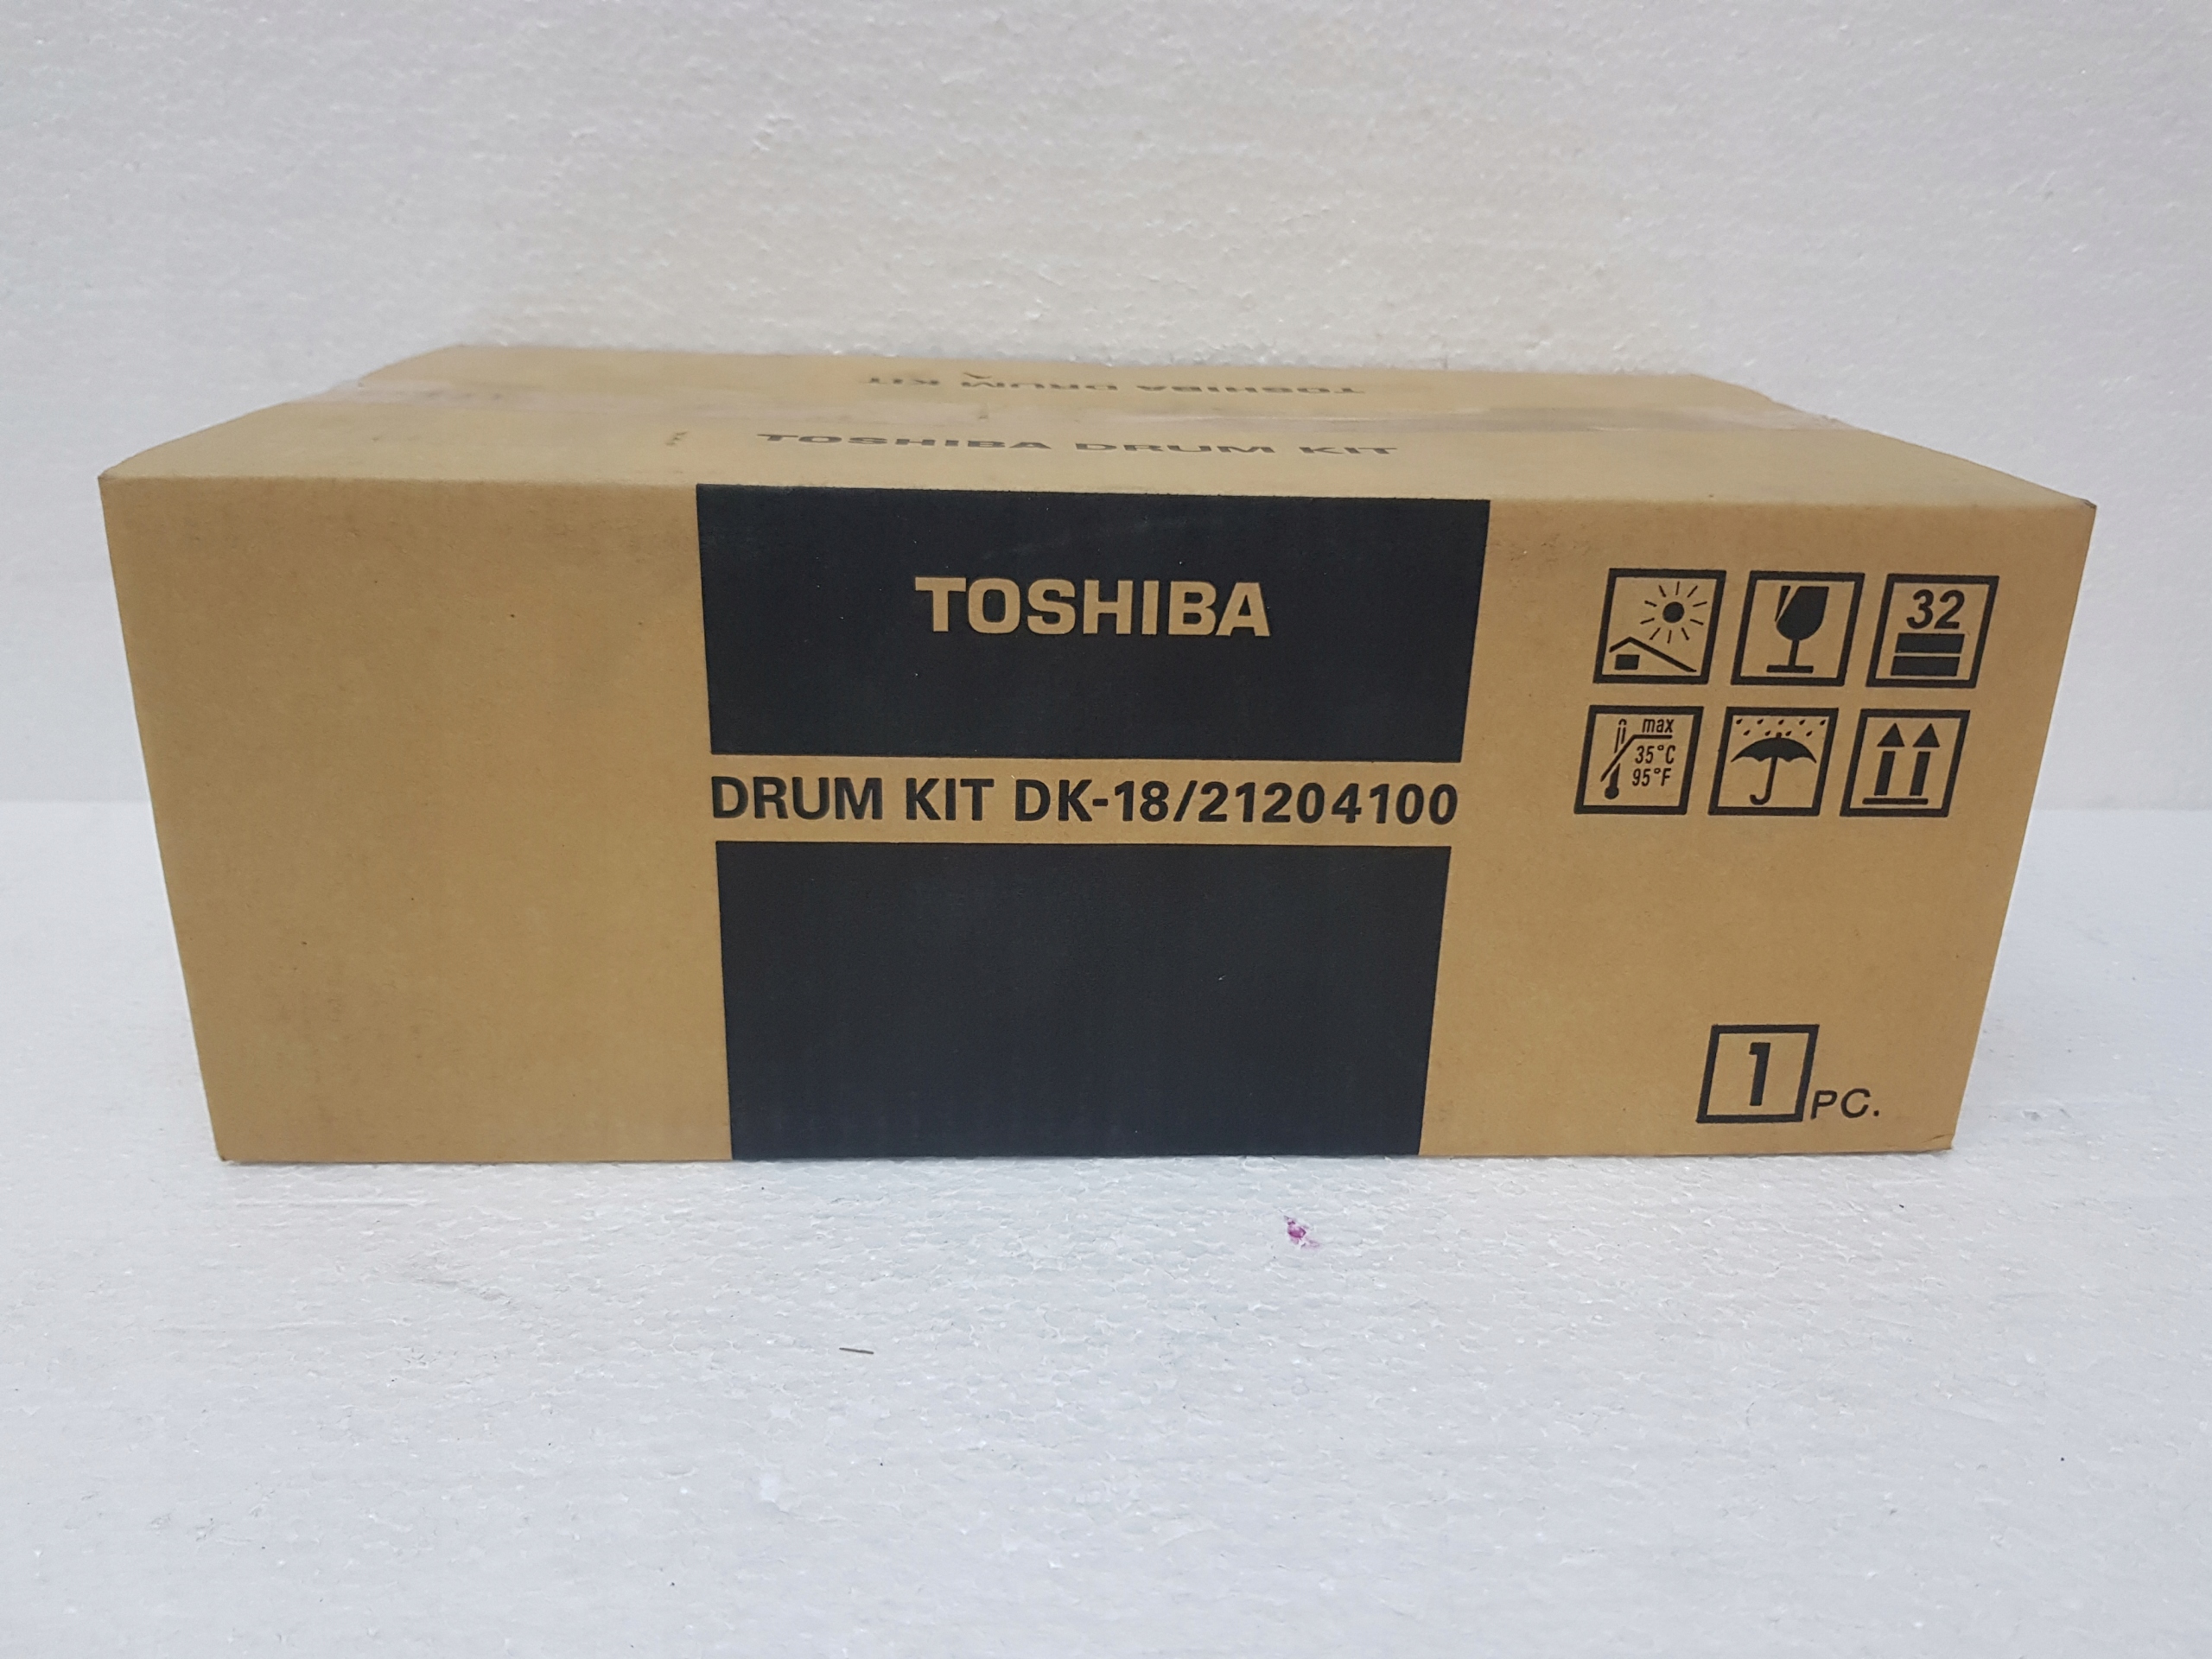 TOSHIBA DRUM KIT
TOSHIBA DRUM KIT
TOSHIBA
DRUM KIT DK-18/21204100
32
max
35°C
95°F
1 PC.